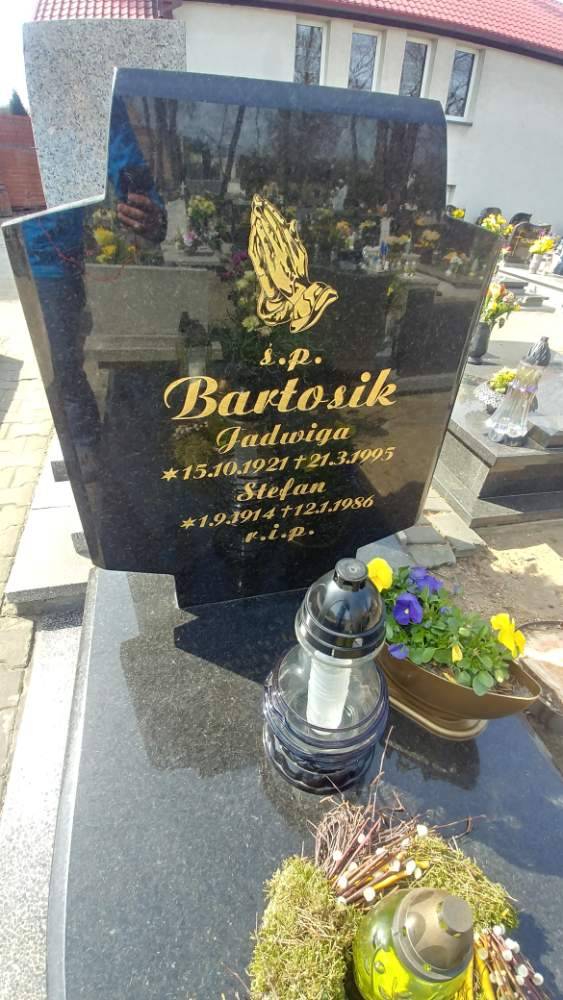 ś.p.
Bartosik
Jadwiga
✶15.10.1921 †21.3.1995
Stefan
✶1.9.1914 †12.1.1986
r.i.p.